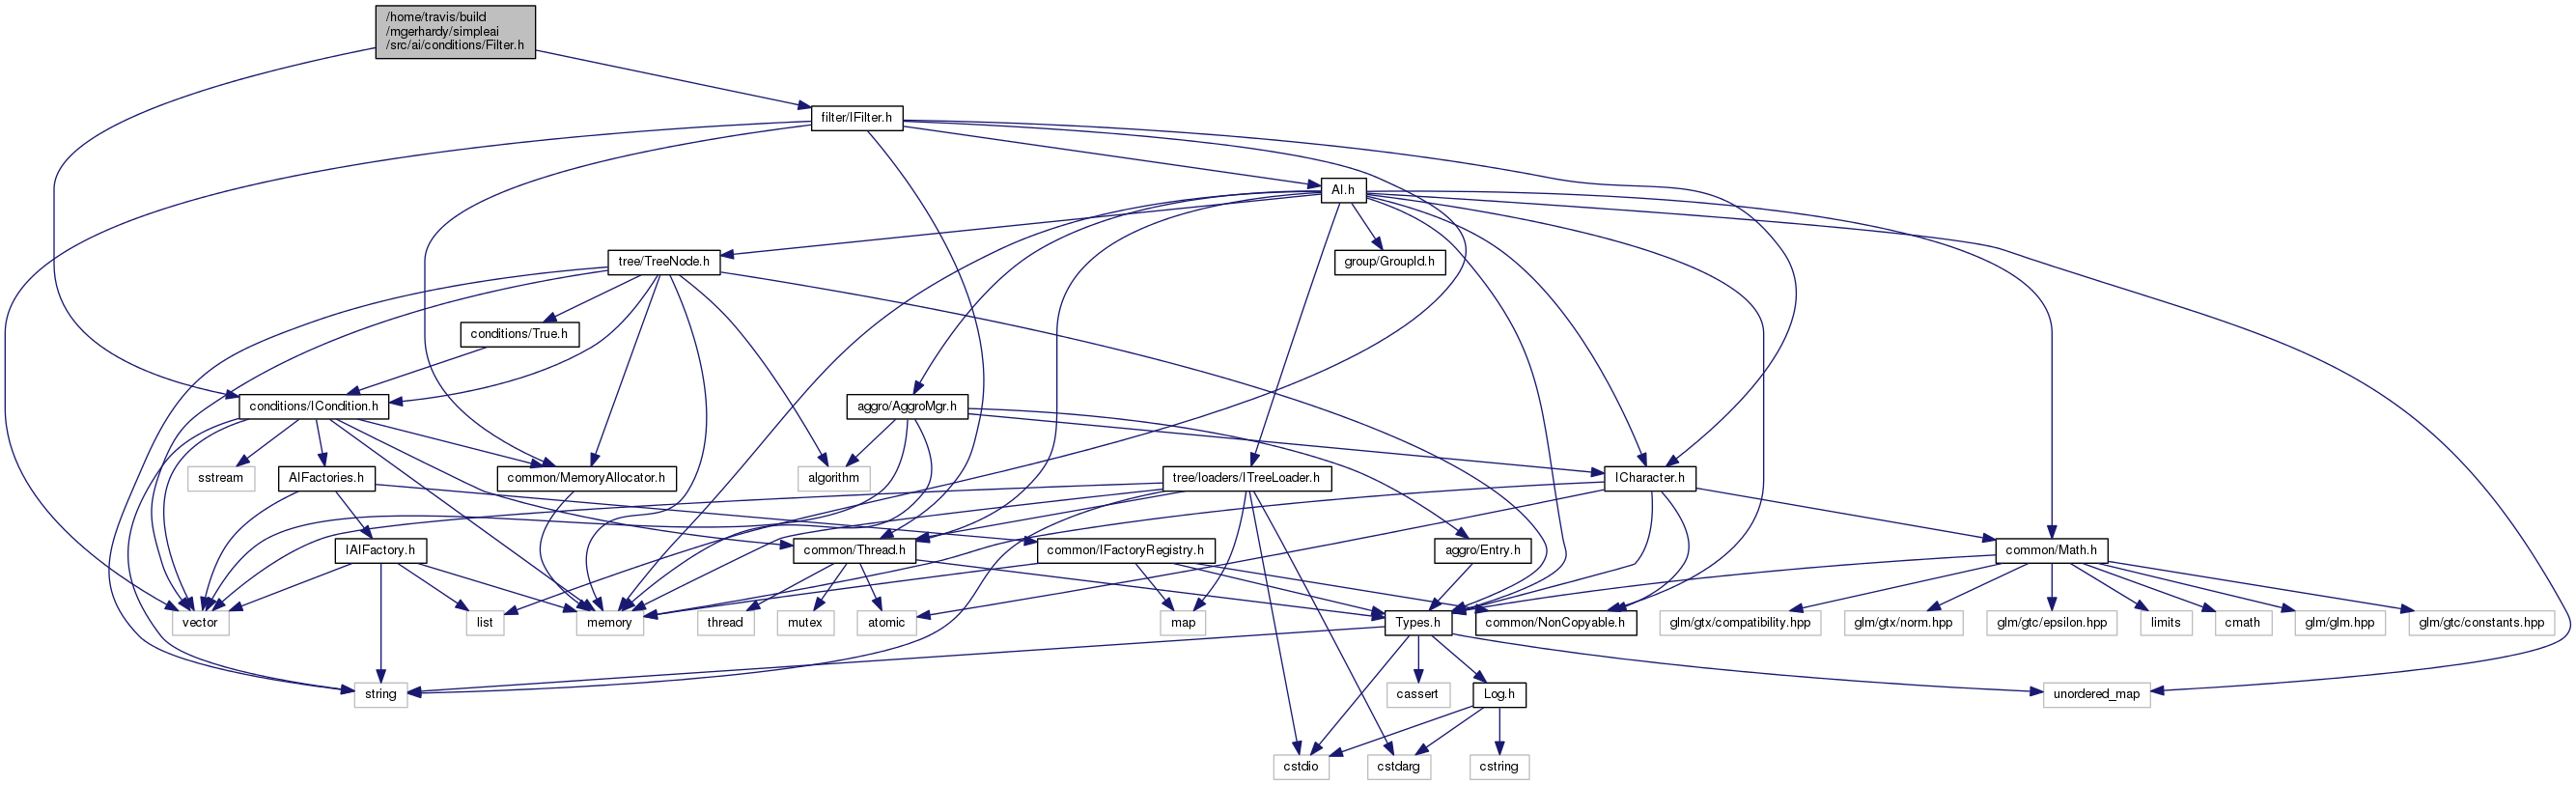 /home/travis/build
/mgerhardy/simpleai
/src/ai/conditions/Filter.h
filter/IFilter.h
AI.h
tree/TreeNode.h
group/GroupId.h
conditions/True.h
conditions/ICondition.h
aggro/AggroMgr.h
sstream
AIFactories.h
common/MemoryAllocator.h
algorithm
tree/loaders/ITreeLoader.h
ICharacter.h
IAIFactory.h
common/Thread.h
common/IFactoryRegistry.h
aggro/Entry.h
common/Math.h
vector
list
memory
thread
mutex
atomic
map
Types.h
common/NonCopyable.h
glm/gtx/compatibility.hpp
glm/gtx/norm.hpp
glm/gtc/epsilon.hpp
limits
cmath
glm/glm.hpp
glm/gtc/constants.hpp
string
cassert
Log.h
unordered_map
cstdio
cstdarg
cstring